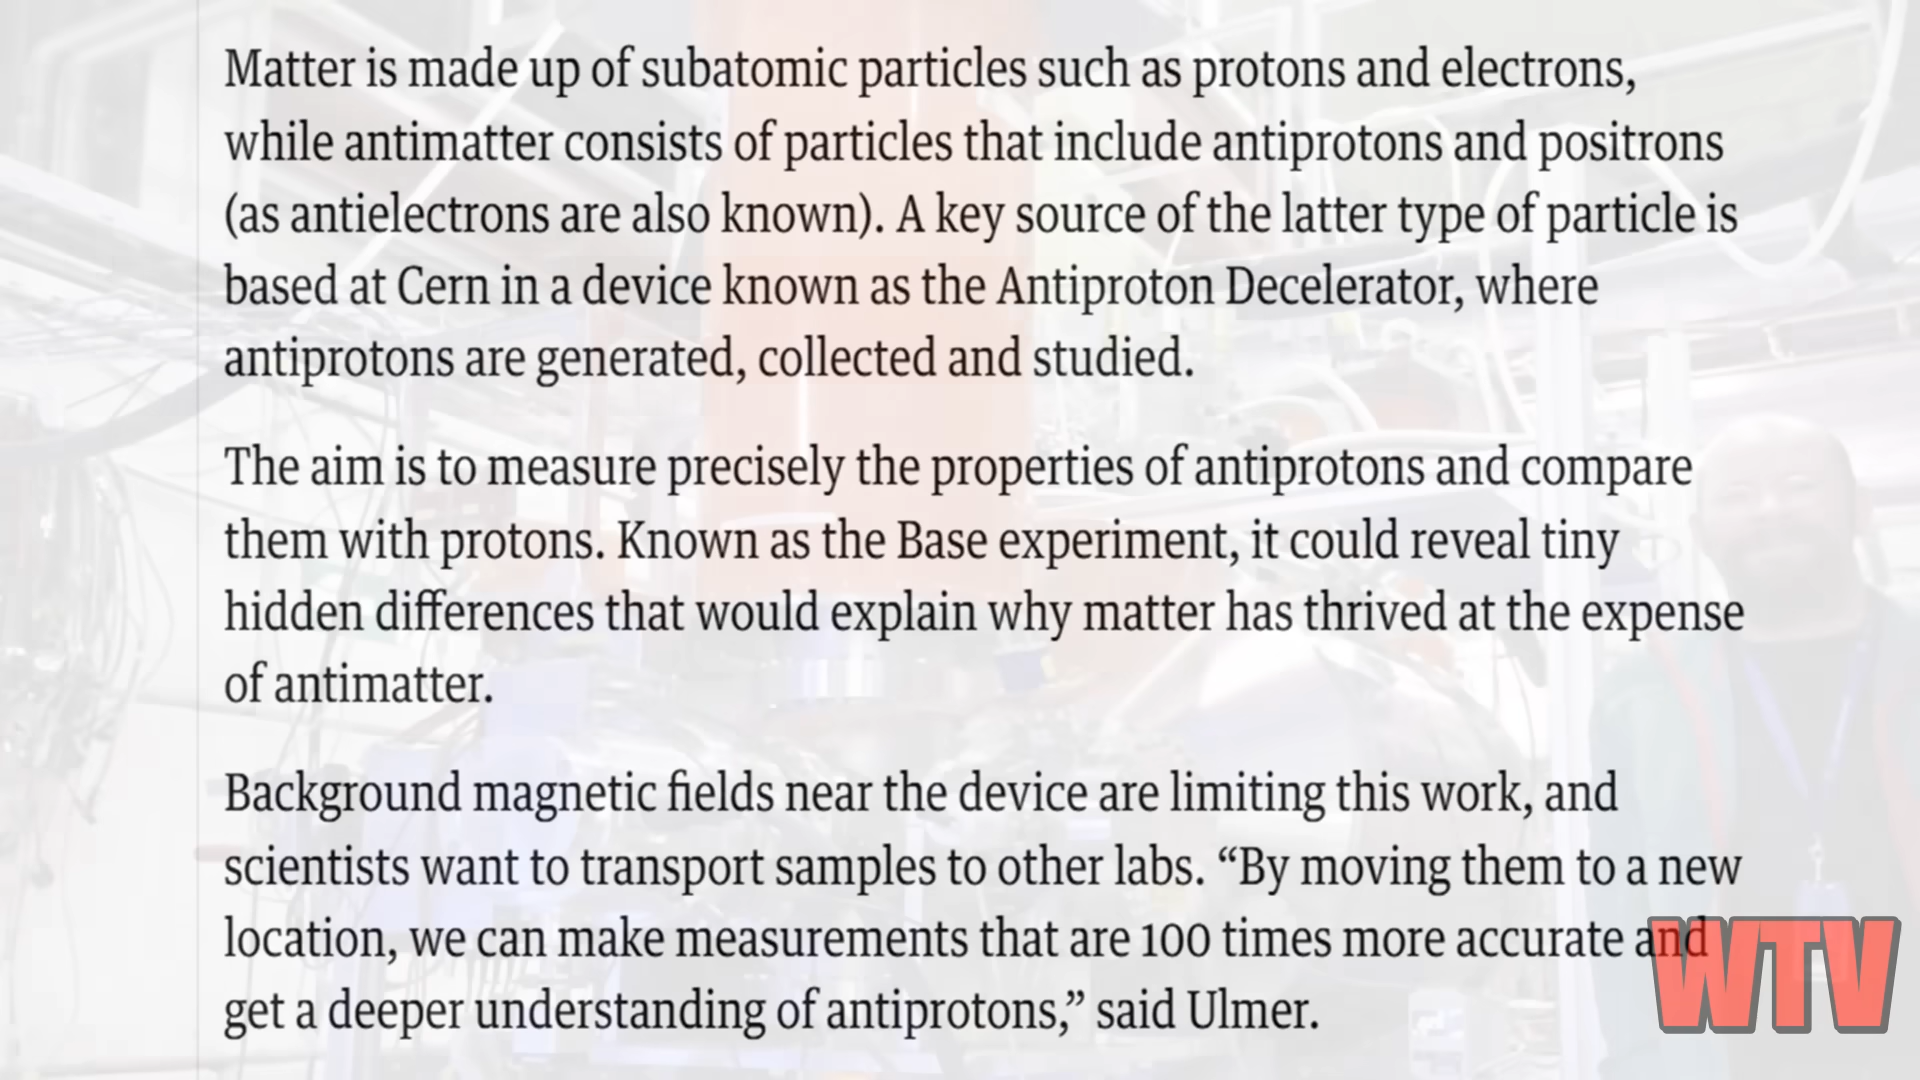 Matter is made up of subatomic particles such as protons and electrons,
while antimatter consists of particles that include antiprotons and positrons
(as antielectrons are also known). A key source of the latter type of particle is
based at Cern in a device known as the Antiproton Decelerator, where
antiprotons are generated, collected and studied.
The aim is to measure precisely the properties of antiprotons and compare
them with protons. Known as the Base experiment, it could reveal tiny
hidden differences that would explain why matter has thrived at the expense
of antimatter.
Background magnetic fields near the device are limiting this work, and
scientists want to transport samples to other labs. “By moving them to a new
location, we can make measurements that are 100 times more accurate and
get a deeper understanding of antiprotons,” said Ulmer.
WTV